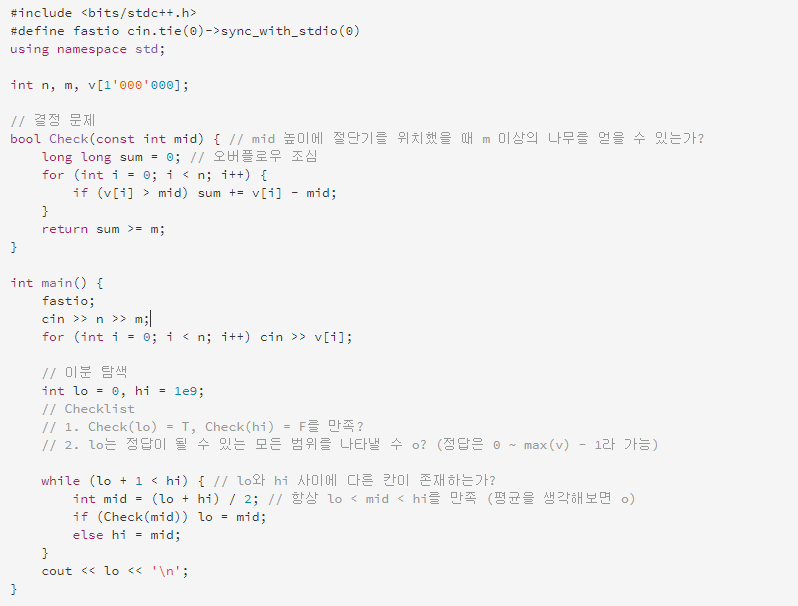 #include <bits/stdc++.h>
#define fastio cin.tie(0)->sync_with_stdio(0)
using namespace std;

int n, m, v[1'000'000];

// 결정 문제
bool Check(const int mid) { // mid 높이에 절단기를 위치했을 때 m 이상의 나무를 얻을 수 있는가?
    long long sum = 0; // 오버플로우 조심
    for (int i = 0; i < n; i++) {
        if (v[i] > mid) sum += v[i] - mid;
    }
    return sum >= m;
}

int main() {
    fastio;
    cin >> n >> m;
    for (int i = 0; i < n; i++) cin >> v[i];

    // 이분 탐색
    int lo = 0, hi = 1e9;
    // Checklist
    // 1. Check(lo) = T, Check(hi) = F를 만족?
    // 2. lo는 정답이 될 수 있는 모든 범위를 나타낼 수 o? (정답은 0 ~ max(v) - 1라 가능)

    while (lo + 1 < hi) { // lo와 hi 사이에 다른 칸이 존재하는가?
        int mid = (lo + hi) / 2; // 항상 lo < mid < hi를 만족 (평균을 생각해보면 o)
        if (Check(mid)) lo = mid;
        else hi = mid;
    }
    cout << lo << '\n';
}